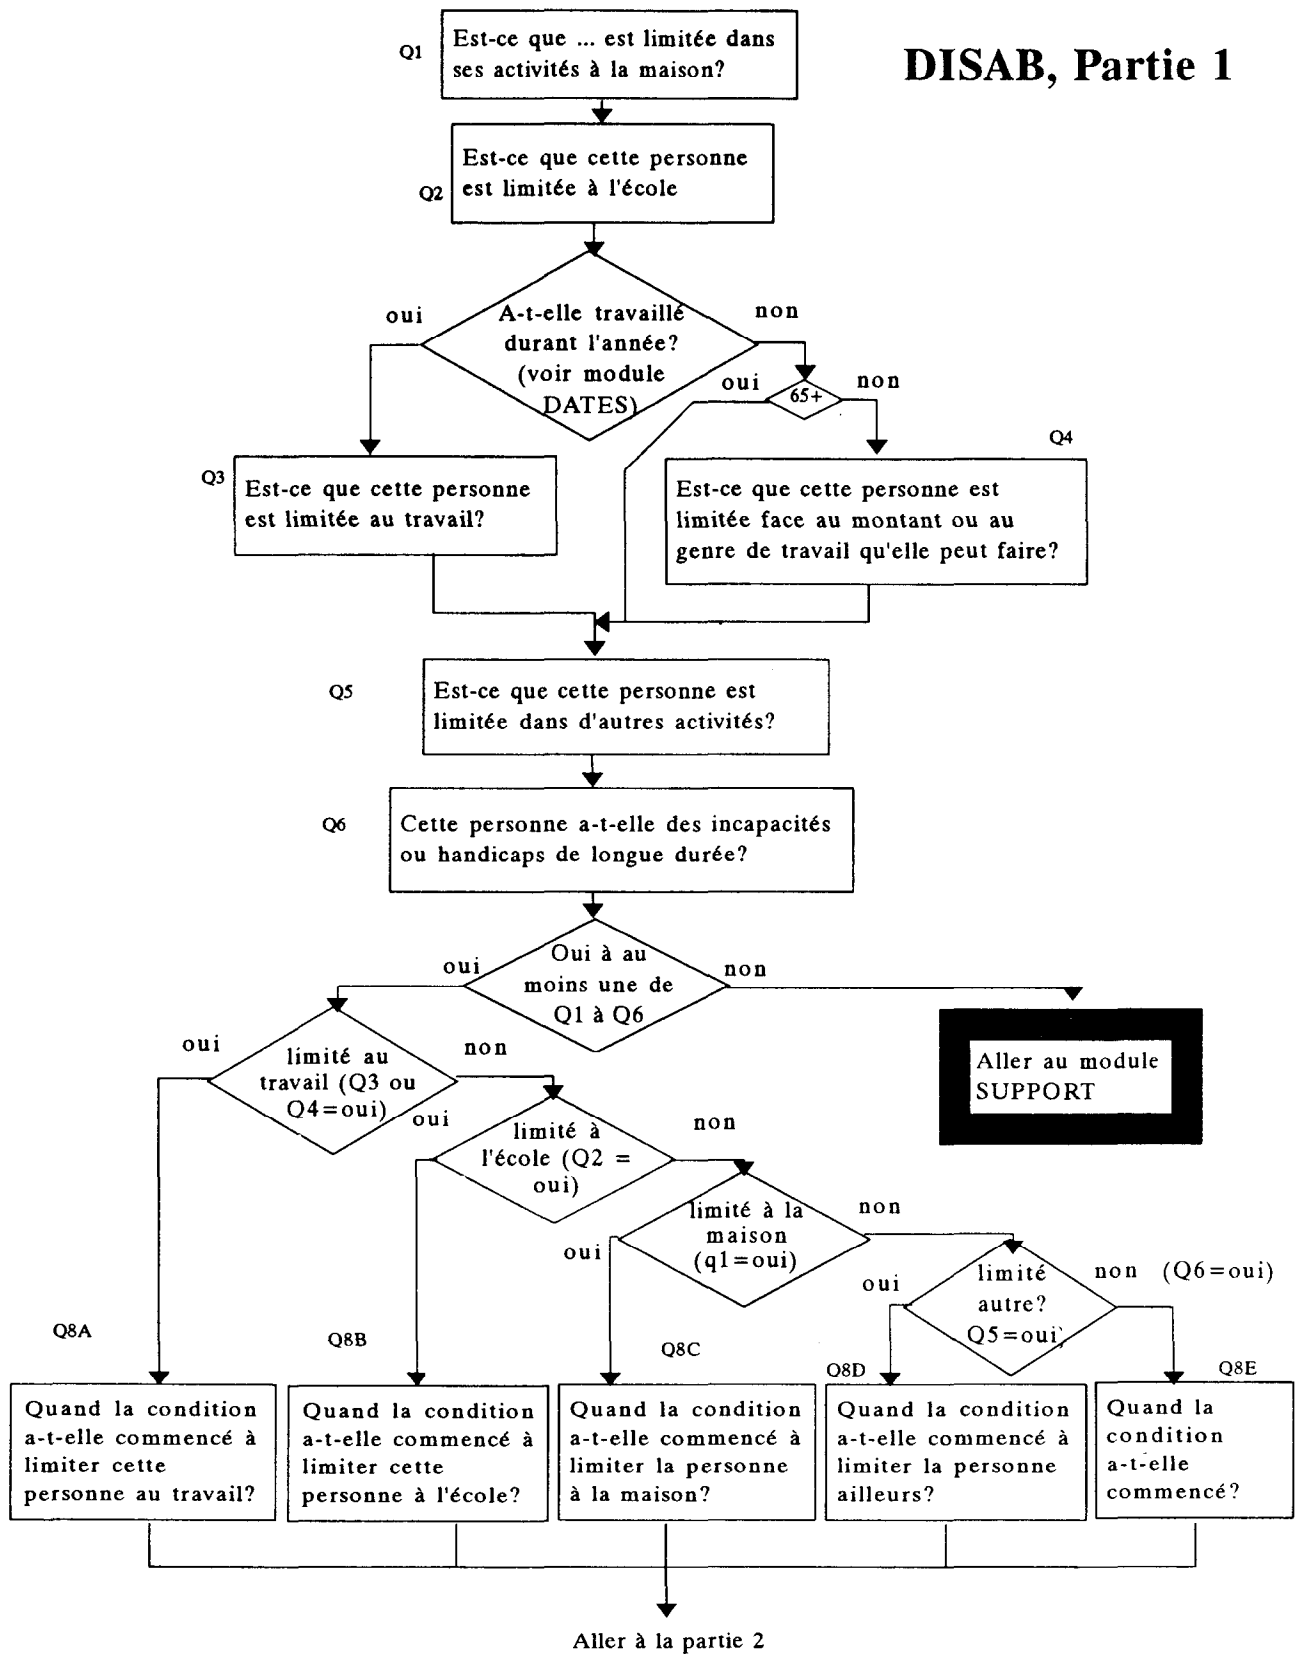 DISAB, Partie 1
Q1
Est-ce que ... est limitée dans
ses activités à la maison?
Q2
Est-ce que cette personne
est limitée à l'école
oui
A-t-elle travaillé
durant l'année?
(voir module
DATES)
non
oui
65+
non
Q3
Est-ce que cette personne
est limitée au travail?
Q4
Est-ce que cette personne est
limitée face au montant ou au
genre de travail qu'elle peut faire?
Q5
Est-ce que cette personne est
limitée dans d'autres activités?
Q6
Cette personne a-t-elle des incapacités
ou handicaps de longue durée?
oui
Oui à au
moins une de
Q1 à Q6
non
Aller au module
SUPPORT
oui
limité au
travail (Q3 ou
Q4=oui)
non
oui
limité à
l'école (Q2 =
oui)
non
oui
limité à la
maison
(q1=oui)
non
oui
limité
autre?
Q5=oui)
non (Q6=oui)
Q8A
Quand la condition
a-t-elle commencé à
limiter cette
personne au travail?
Q8B
Quand la condition
a-t-elle commencé à
limiter cette
personne à l'école?
Q8C
Quand la condition
a-t-elle commencé à
limiter la personne
à la maison?
Q8D
Quand la condition
a-t-elle commencé à
limiter la personne
ailleurs?
Q8E
Quand la
condition
a-t-elle
commencé?
Aller à la partie 2